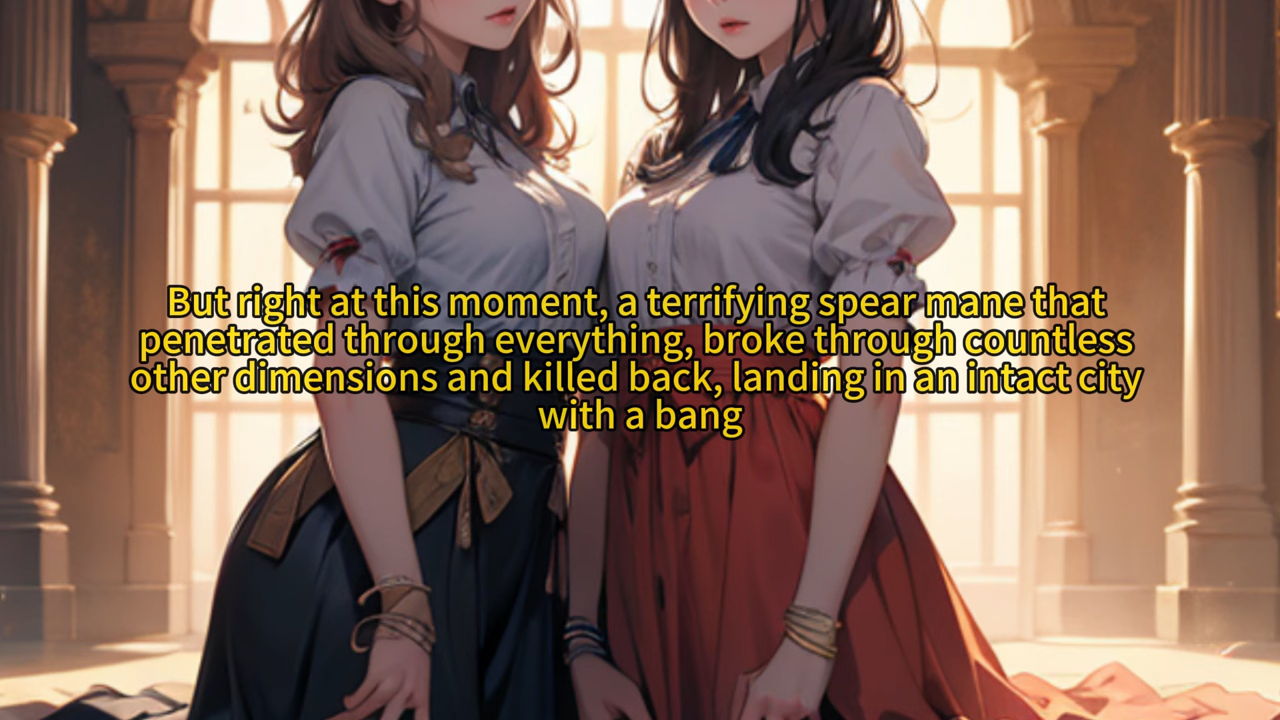 But right at this moment, a terrifying spear mane that
penetrated through everything, broke through countless
other dimensions and killed back, landing in an intact city
with a bang